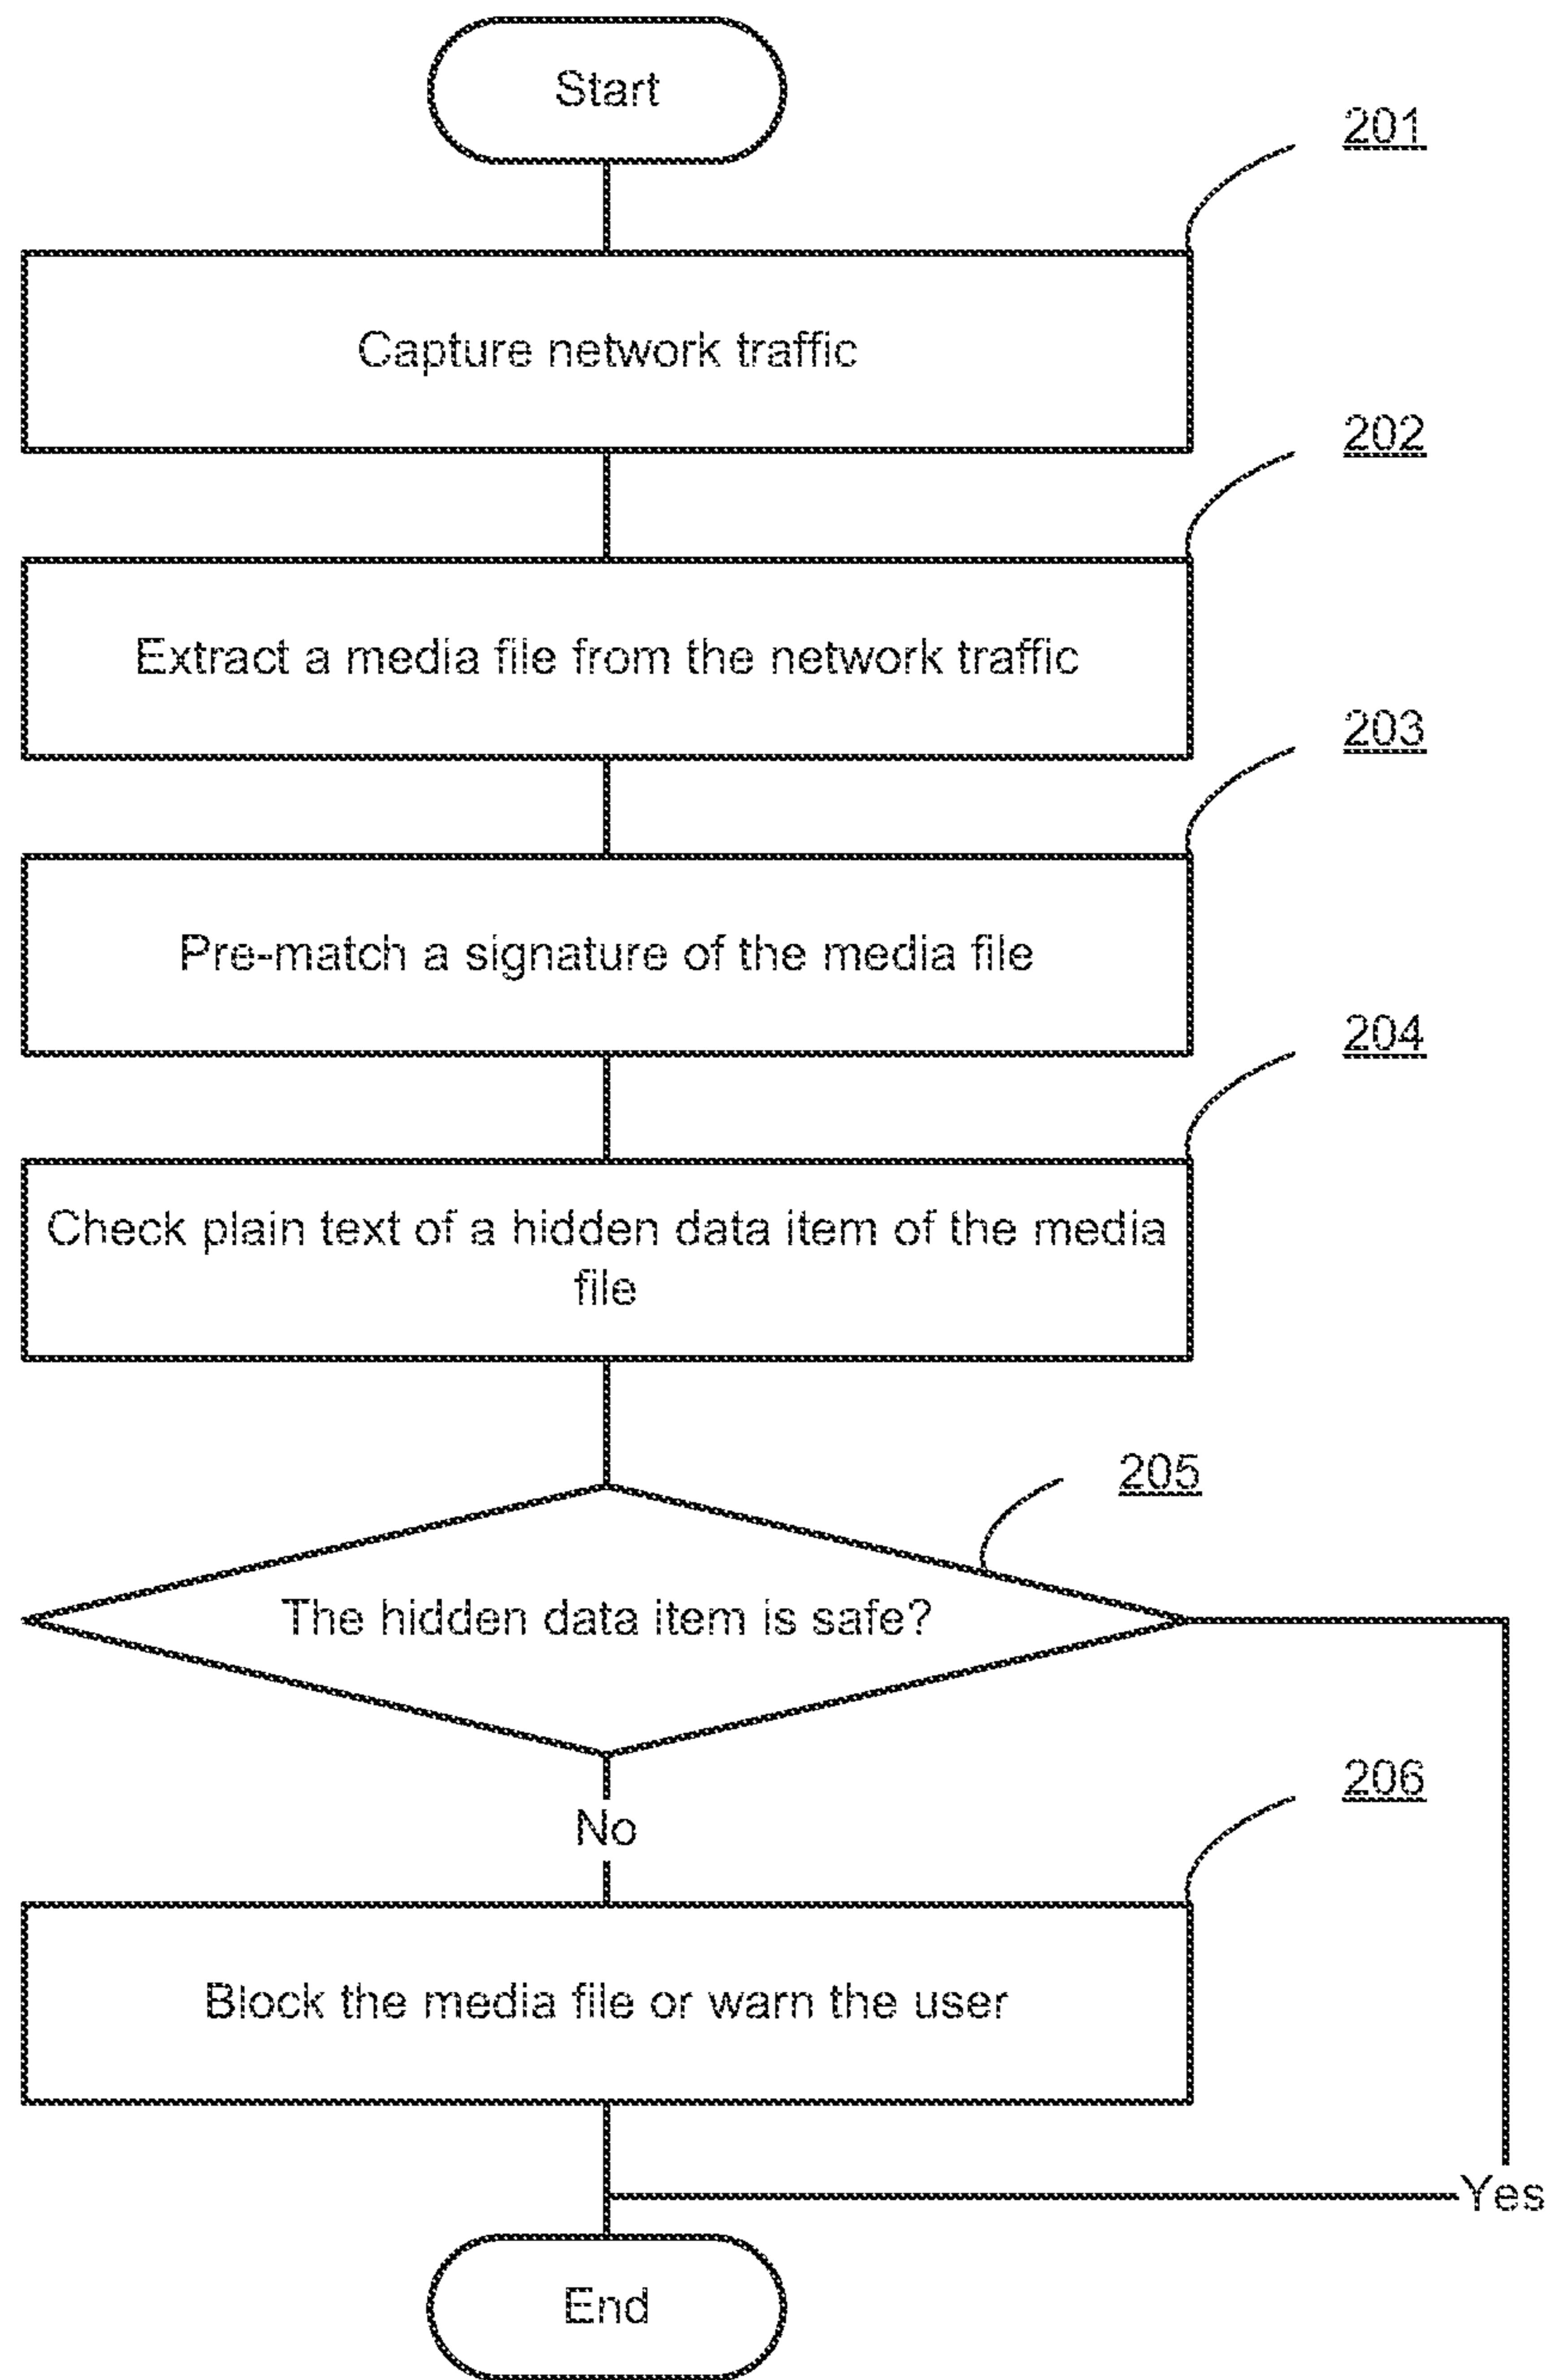 Start
201
Capture network traffic
202
Extract a media file from the network traffic
203
Pre-match a signature of the media file
204
Check plain text of a hidden data item of the media
file
205
The hidden data item is safe?
No
206
Block the media file or warn the user
Yes
End